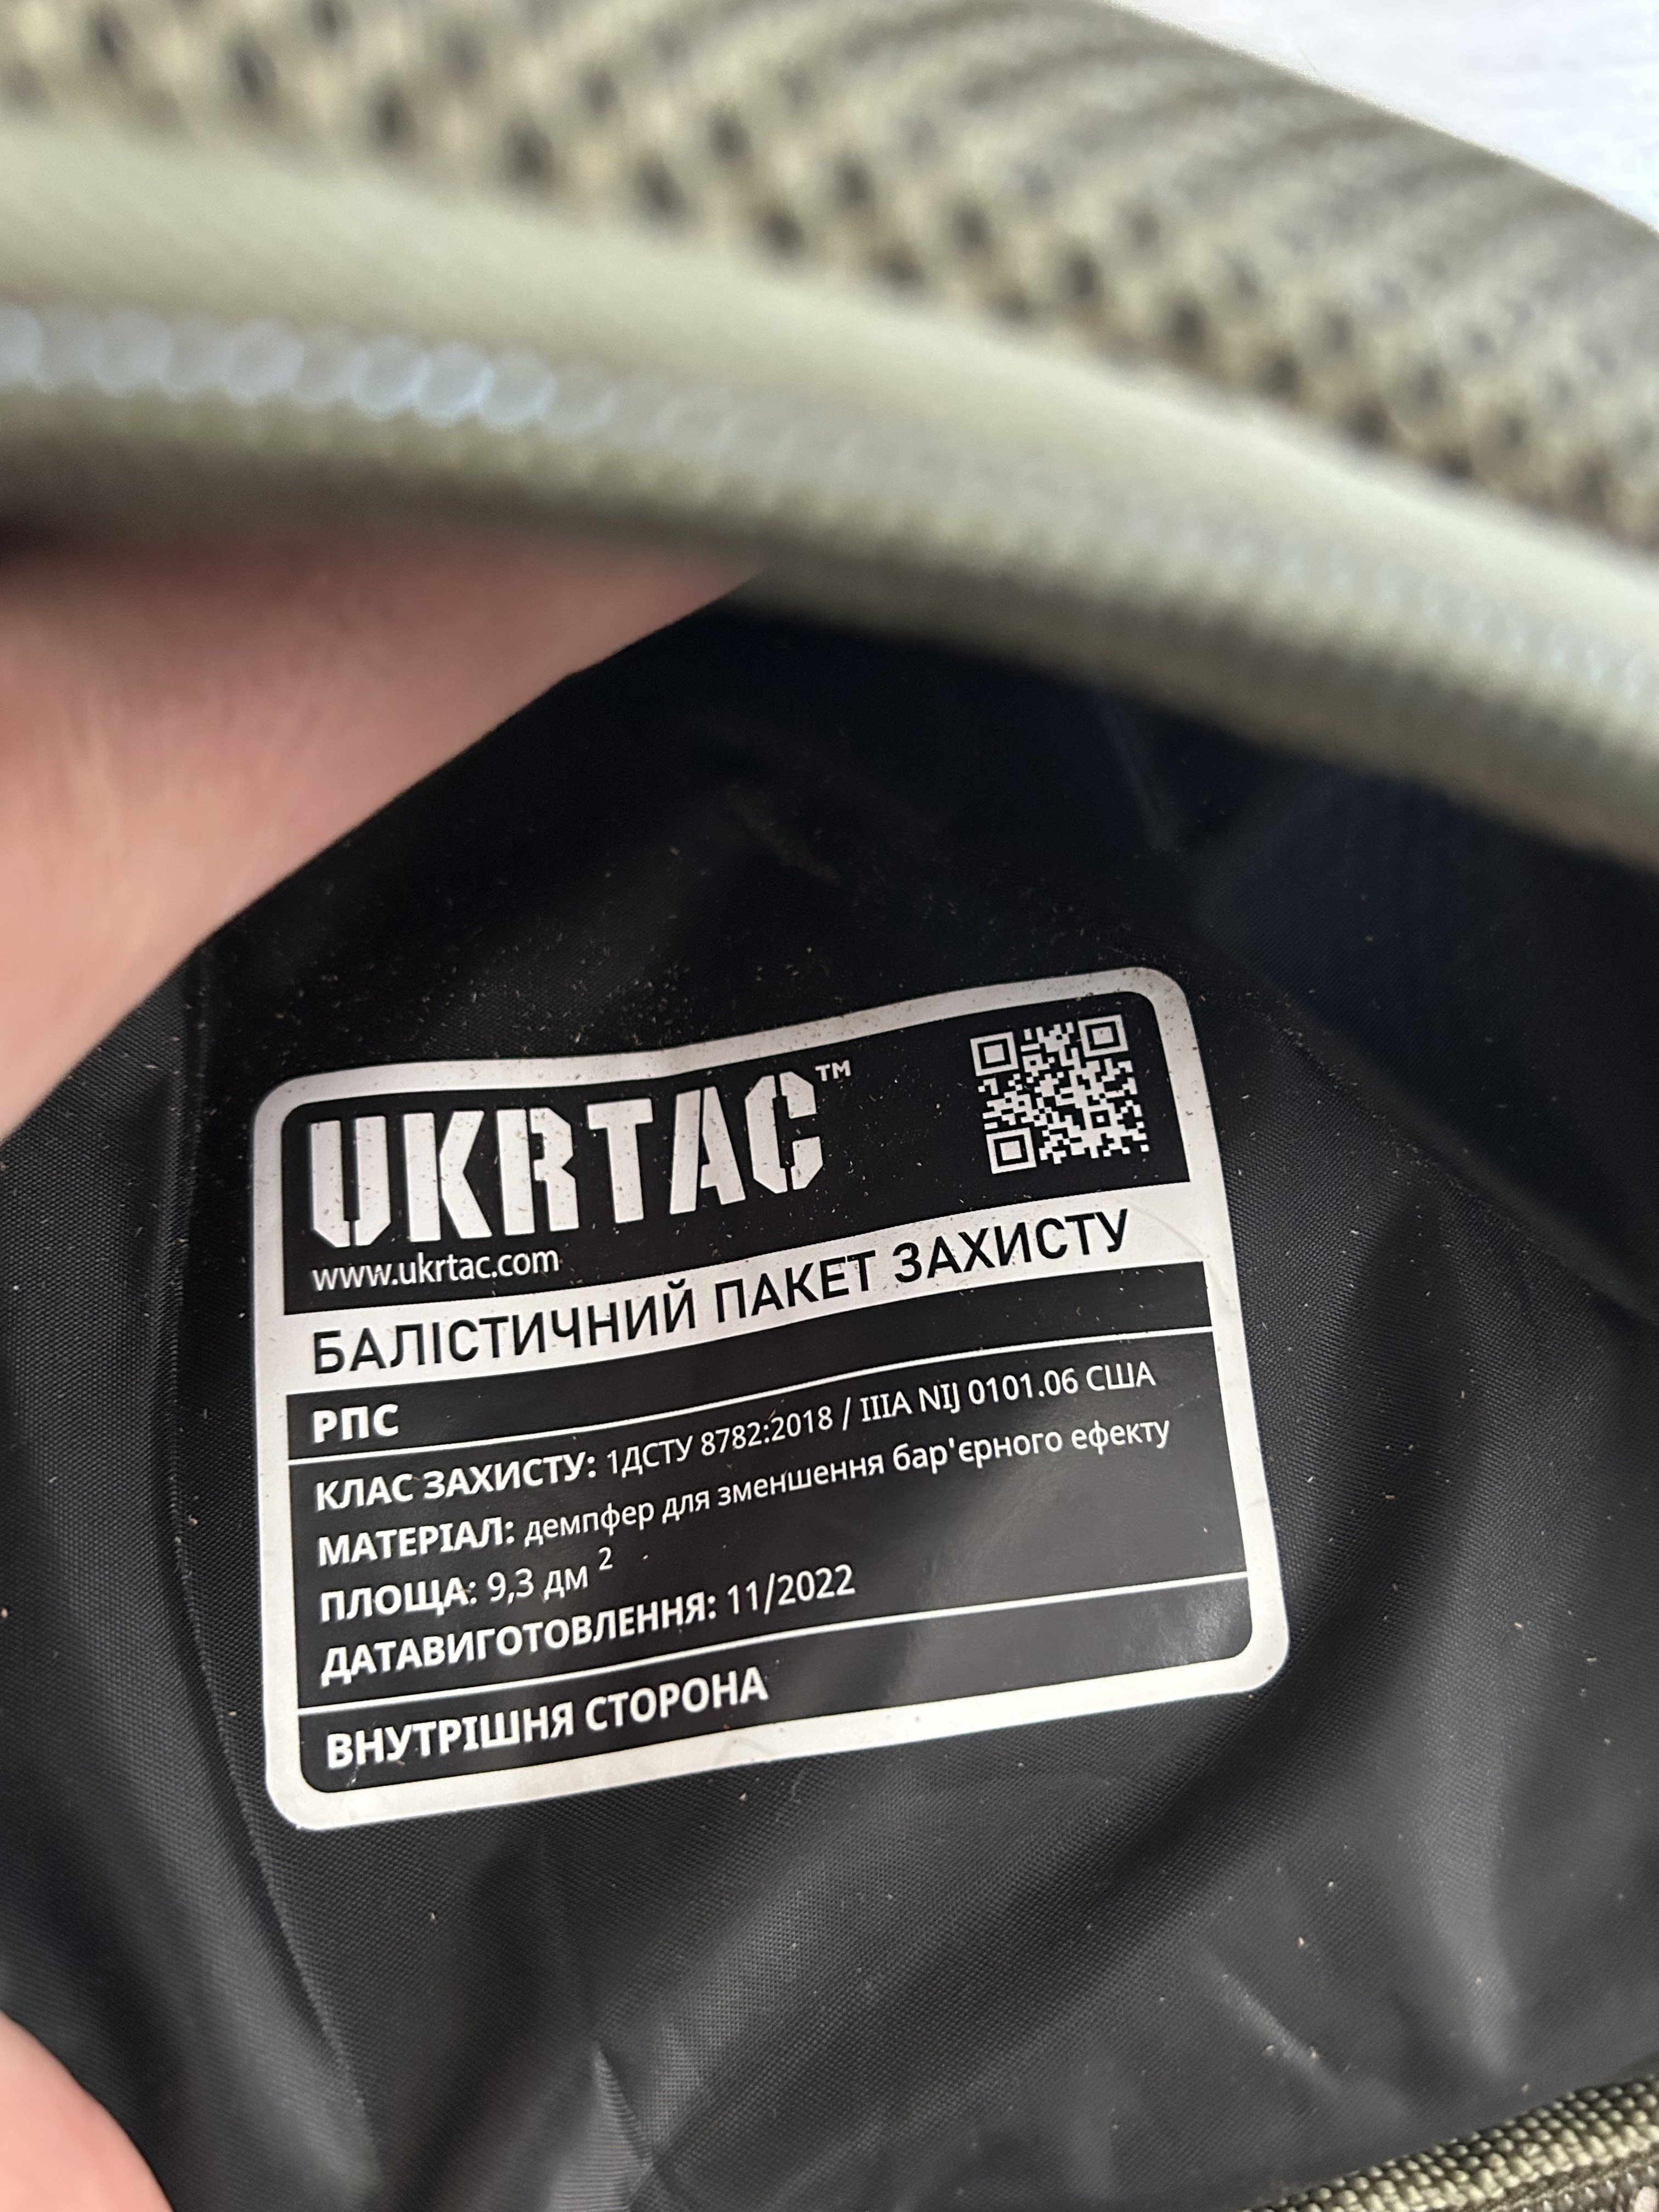 UKRTAC™
www.ukrtac.com
БАЛІСТИЧНИЙ ПАКЕТ ЗАХИСТУ
РПС
КЛАС ЗАХИСТУ: 1ДСТУ 8782:2018 / IIIA NIJ 0101.06 США
МАТЕРІАЛ: демпфер для зменшення бар'єрного ефекту
ПЛОЩА: 9,3 дм ²
ДАТАВИГОТОВЛЕННЯ: 11/2022
ВНУТРІШНЯ СТОРОНА